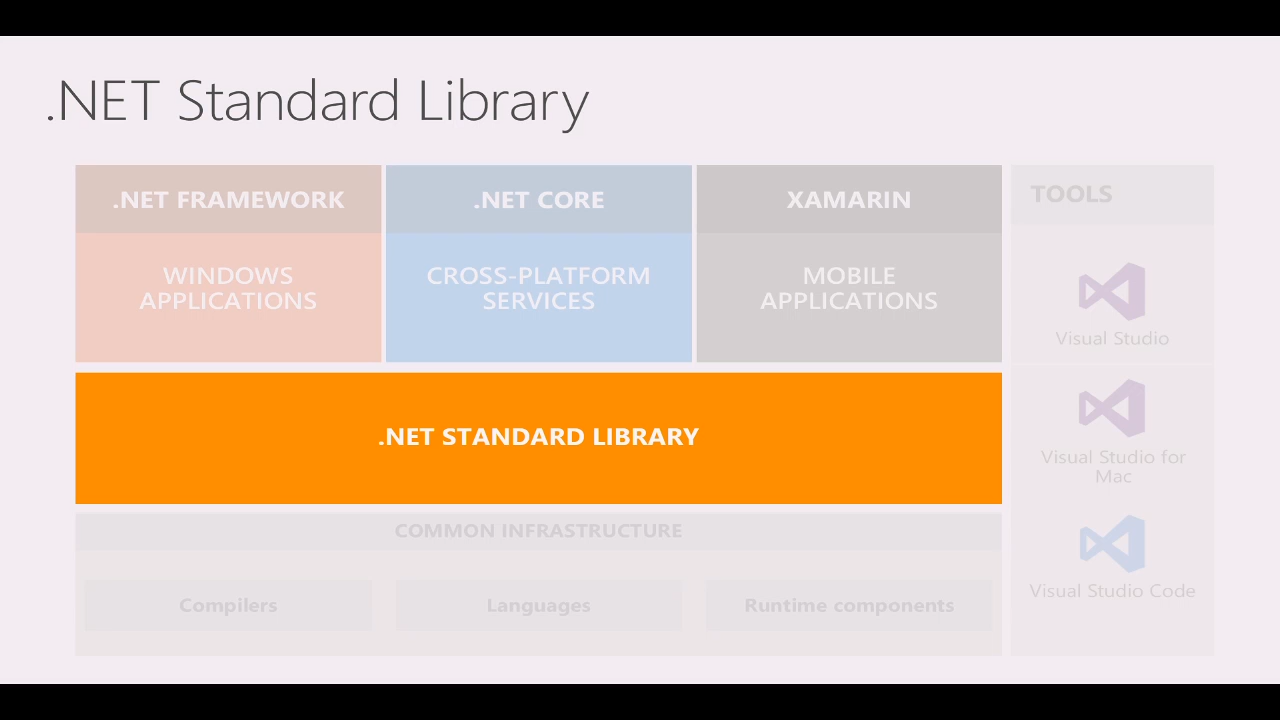 .NET Standard Library
.NET FRAMEWORK
WINDOWS
APPLICATIONS
.NET CORE
CROSS-PLATFORM
SERVICES
XAMARIN
MOBILE
APPLICATIONS
.NET STANDARD LIBRARY
COMMON INFRASTRUCTURE
Compilers
Languages
Runtime components
TOOLS
Visual Studio
Visual Studio for
Mac
Visual Studio Code